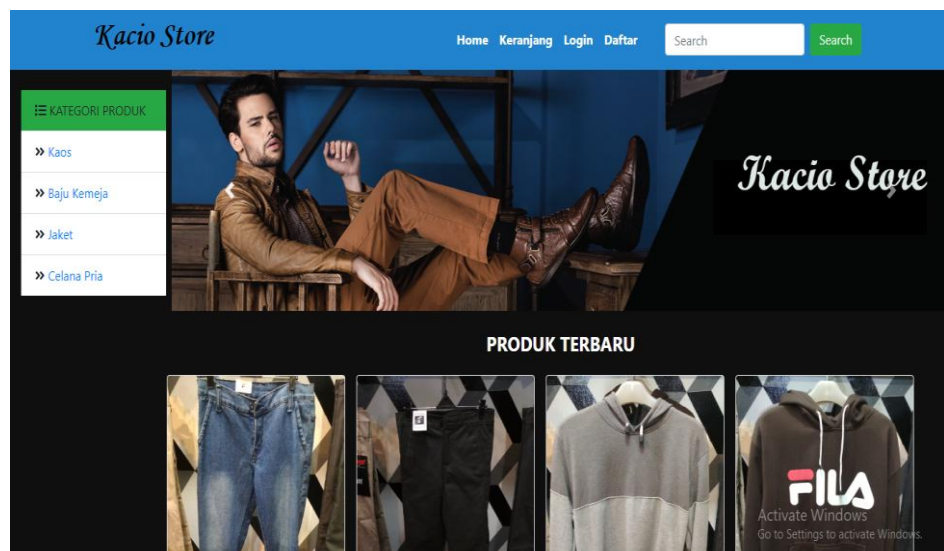 Kacio Store
Home Keranjang Login Daftar Search Search
KATEGORI PRODUK
» Kaos
» Baju Kemeja
» Jaket
» Celana Pria
Kacio Store
PRODUK TERBARU
FILA
Activate Windows
Go to Settings to activate Windows.